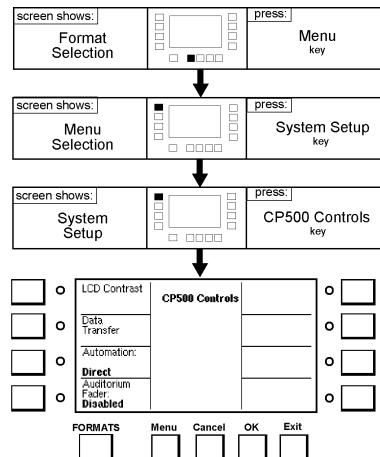 screen shows:
Format
Selection
press:
Menu
key
screen shows:
Menu
Selection
press:
System Setup
key
screen shows:
System
Setup
press:
CP500 Controls
key
LCD Contrast
CP500 Controls
Data
Transfer
Automation:
Direct
Auditorium
Fader:
Disabled
FORMATS Menu Cancel OK Exit